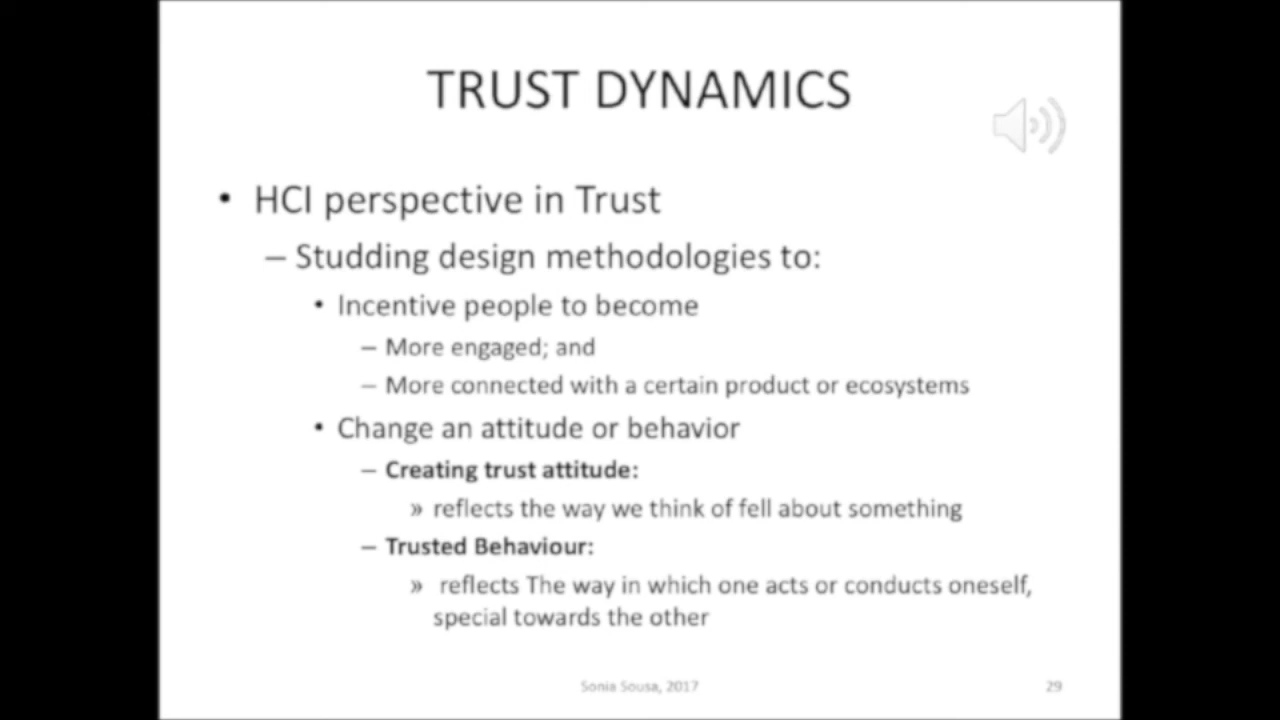 TRUST DYNAMICS
• HCI perspective in Trust
– Studding design methodologies to:
• Incentive people to become
– More engaged; and
– More connected with a certain product or ecosystems
• Change an attitude or behavior
– Creating trust attitude:
» reflects the way we think of fell about something
– Trusted Behaviour:
» reflects The way in which one acts or conducts oneself,
special towards the other
Sonia Sousa, 2017
29